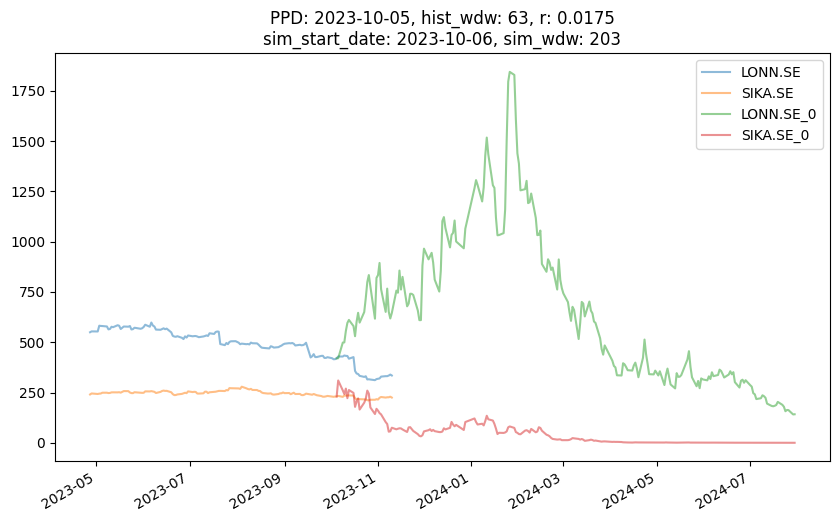 PPD: 2023-10-05, hist_wdw: 63, r: 0.0175
sim_start_date: 2023-10-06, sim_wdw: 203
LONN.SE
SIKA.SE
LONN.SE_0
SIKA.SE_0
1750
1500
1250
1000
750
500
250
0
2023-05
2023-07
2023-09
2023-11
2024-01
2024-03
2024-05
2024-07